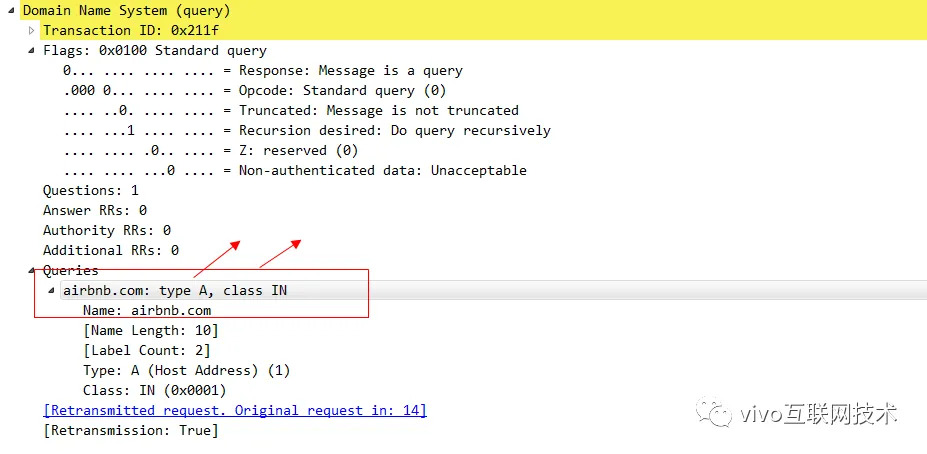 Domain Name System (query)
Transaction ID: 0x211f
Flags: 0x0100 Standard query
0... .... .... .... = Response: Message is a query
.000 0... .... .... = Opcode: Standard query (0)
.... ..0. .... .... = Truncated: Message is not truncated
.... ...1 .... .... = Recursion desired: Do query recursively
.... .... .0.. .... = Z: reserved (0)
.... .... ...0 .... = Non-authenticated data: Unacceptable
Questions: 1
Answer RRs: 0
Authority RRs: 0
Additional RRs: 0
Queries
airbnb.com: type A, class IN
Name: airbnb.com
[Name Length: 10]
[Label Count: 2]
Type: A (Host Address) (1)
Class: IN (0x0001)
[Retransmitted request. Original request in: 14]
[Retransmission: True]
vivo互联网技术